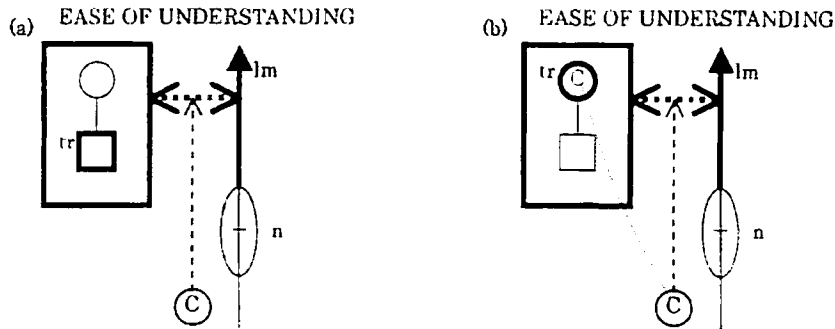 (a) EASE OF UNDERSTANDING
(b) EASE OF UNDERSTANDING
lm
tr
n
C
tr
C
lm
n
C